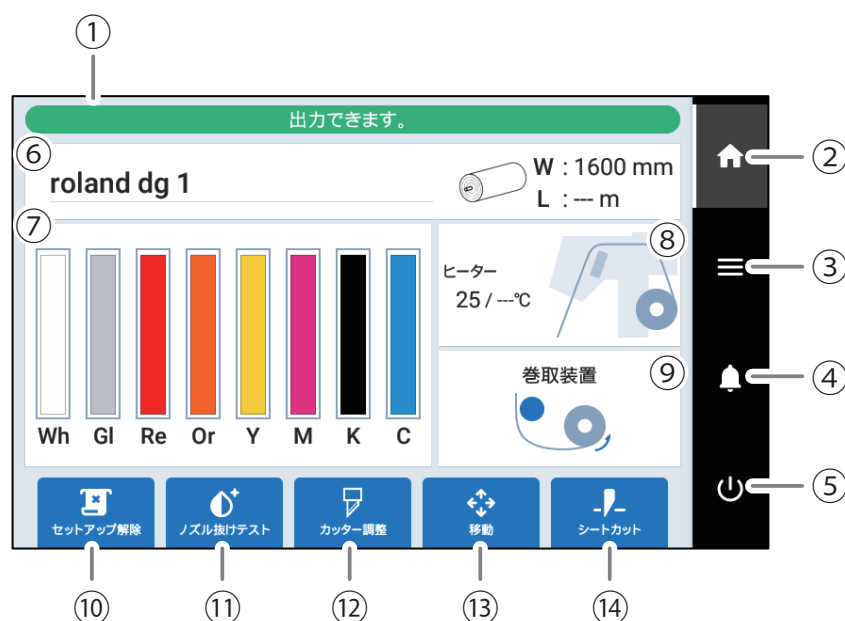 ①
出力できます。
⑥
roland dg 1
W : 1600 mm
L : --- m
②
⑦
Wh Gl Re Or Y M K C
⑧
ヒーター
25 / ---℃
③
巻取装置
⑨
④
⑤
セットアップ解除
ノズル抜けテスト
カッター調整
移動
シートカット
⑩ ⑪ ⑫ ⑬ ⑭